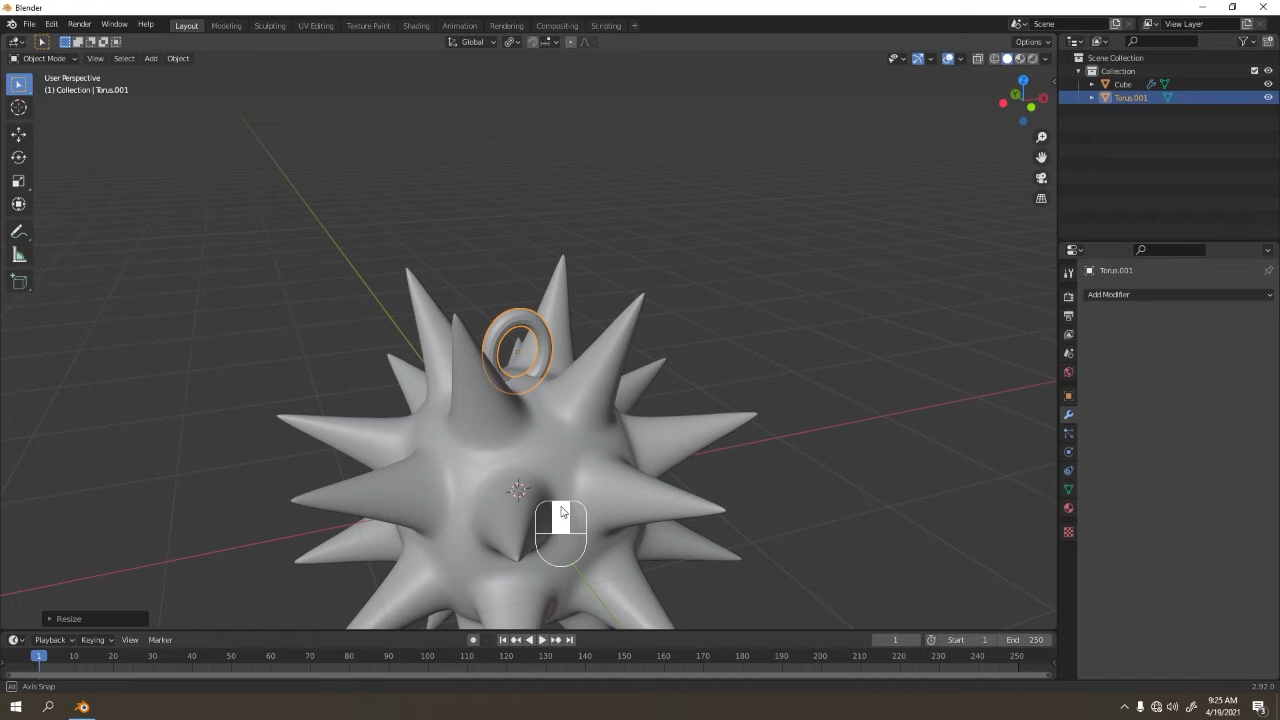 Blender
File Edit Render Window Help
Layout Modeling Sculpting UV Editing Texture Paint Shading Animation Rendering Compositing Scripting +
Scene
View Layer
Global
Options
Object Mode View Select Add Object
User Perspective
(1) Collection | Torus.001
Z
Y
X
Scene Collection
Collection
Cube
Torus.001
Torus.001
Add Modifier
Resize
Playback Keying View Marker
1
Start 1
End 250
1 10 20 30 40 50 60 70 80 90 100 110 120 130 140 150 160 170 180 190 200 210 220 230 240 250
Alt Axis Snap
2.92.0
9:25 AM
4/19/2021
3